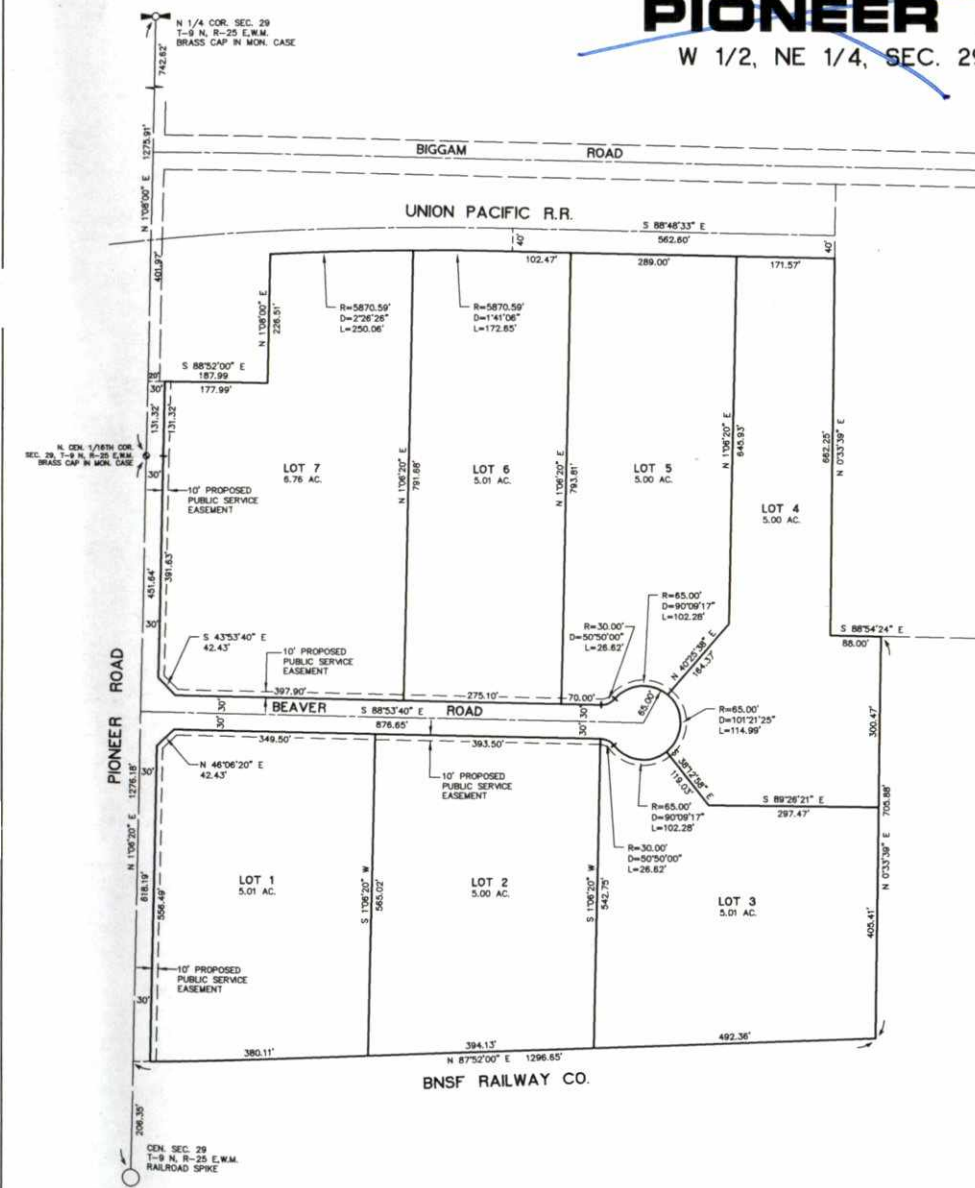 PIONEER
W 1/2, NE 1/4, SEC. 29
N 1/4 COR. SEC. 29
T-9 N, R-25 E.W.M.
BRASS CAP IN MON. CASE
742.62'
1275.91'
N 1°08'00" E
401.97'
BIGGAM ROAD
UNION PACIFIC R.R.
S 88°48'33" E
562.60'
40'
40'
102.47'
289.00'
171.57'
R=5870.59'
D=2°26'26"
L=250.06'
R=5870.59'
D=1°41'06"
L=172.65'
N 1°08'00" E
226.51'
S 88°52'00" E
187.99
177.99'
20'
30'
131.32'
131.32'
N. CEN. 1/16TH COR.
SEC. 29, T-9 N, R-25 E.W.M.
BRASS CAP IN MON. CASE
30'
10' PROPOSED
PUBLIC SERVICE
EASEMENT
LOT 7
6.76 AC.
N 1°06'20" E
791.68'
LOT 6
5.01 AC.
N 1°06'20" E
793.81'
LOT 5
5.00 AC.
N 1°06'20" E
645.93'
LOT 4
5.00 AC.
662.25'
N 0°33'39" E
451.64'
391.63'
30'
S 43°53'40" E
42.43'
10' PROPOSED
PUBLIC SERVICE
EASEMENT
R=30.00'
D=50°50'00"
L=26.62'
R=65.00'
D=90°09'17"
L=102.28'
N 40°25'38" E
164.37'
S 88°54'24" E
88.00'
397.90'
275.10'
70.00'
65.00'
30'
30'
BEAVER ROAD
S 88°53'40" E
876.65'
30'
30'
349.50'
393.50'
R=65.00'
D=101°21'25"
L=114.99'
300.47'
PIONEER ROAD
N 1°06'20" E 1276.18'
30'
N 46°06'20" E
42.43'
10' PROPOSED
PUBLIC SERVICE
EASEMENT
S 38°12'58" E
119.03'
S 89°26'21" E
297.47'
R=65.00'
D=90°09'17"
L=102.28'
R=30.00'
D=50°50'00"
L=26.62'
N 0°33'39" E 705.88'
618.19'
556.49'
LOT 1
5.01 AC.
S 1°06'20" W
565.02'
LOT 2
5.00 AC.
S 1°06'20" W
542.75'
LOT 3
5.01 AC.
405.41'
10' PROPOSED
PUBLIC SERVICE
EASEMENT
30'
380.11'
394.13'
492.36'
N 87°52'00" E 1296.65'
BNSF RAILWAY CO.
206.35'
CEN. SEC. 29
T-9 N, R-25 E.W.M.
RAILROAD SPIKE